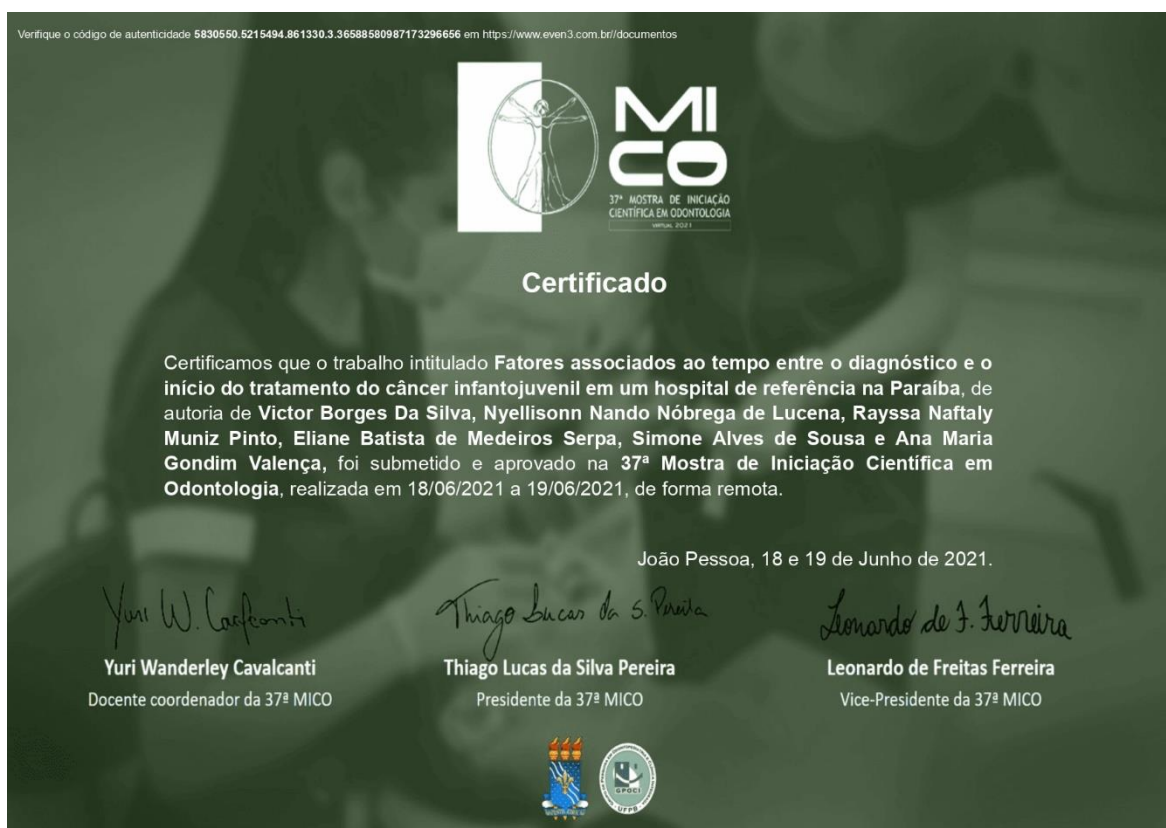 Verifique o código de autenticidade 5830550.5215494.861330.3.36588580987173296656 em https://www.even3.com.br//documentos
MI
CO
37ª MOSTRA DE INICIAÇÃO
CIENTÍFICA EM ODONTOLOGIA
VIRTUAL 2021
Certificado
Certificamos que o trabalho intitulado Fatores associados ao tempo entre o diagnóstico e o
início do tratamento do câncer infantojuvenil em um hospital de referência na Paraíba, de
autoria de Victor Borges Da Silva, Nyellisonn Nando Nóbrega de Lucena, Rayssa Naftaly
Muniz Pinto, Eliane Batista de Medeiros Serpa, Simone Alves de Sousa e Ana Maria
Gondim Valença, foi submetido e aprovado na 37ª Mostra de Iniciação Científica em
Odontologia, realizada em 18/06/2021 a 19/06/2021, de forma remota.
João Pessoa, 18 e 19 de Junho de 2021.
Yuri W. Cavalcanti
Thiago Lucas da S. Pereira
Leonardo de F. Ferreira
Yuri Wanderley Cavalcanti
Thiago Lucas da Silva Pereira
Leonardo de Freitas Ferreira
Docente coordenador da 37ª MICO
Presidente da 37ª MICO
Vice-Presidente da 37ª MICO
GPOCI
UFPB